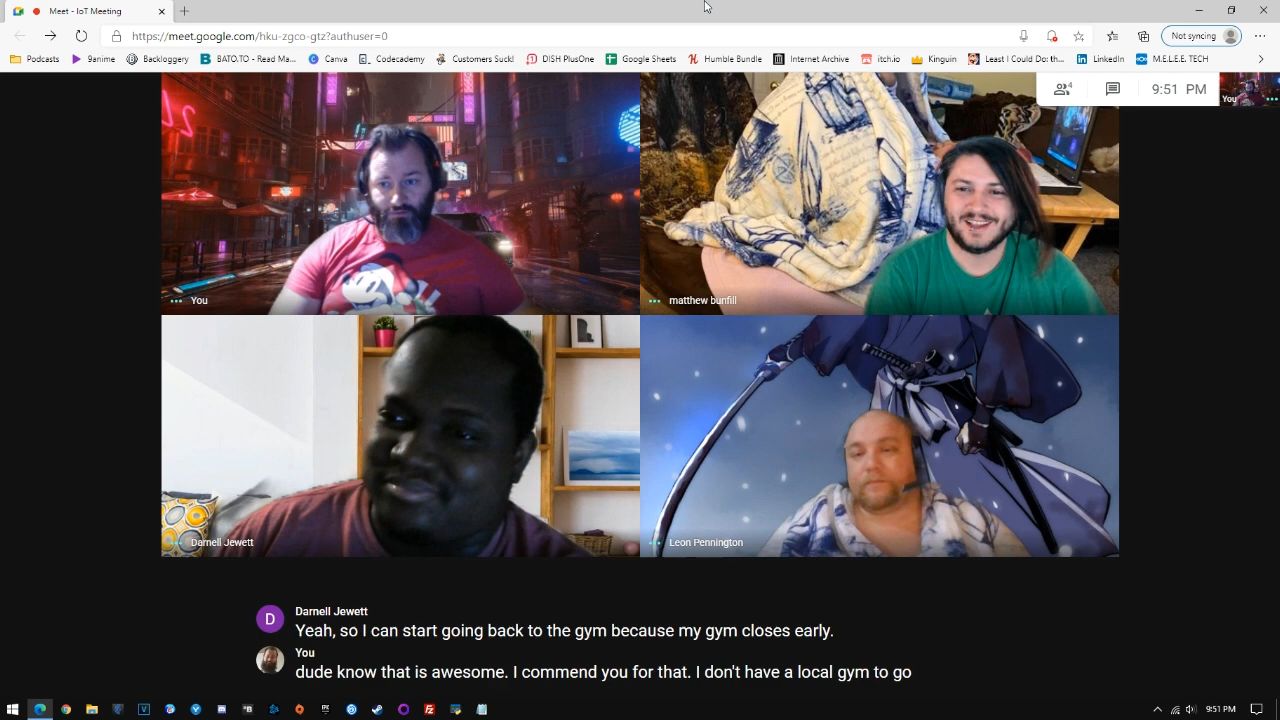 Meet - IoT Meeting
https://meet.google.com/hku-zgco-gtz?authuser=0
Not syncing
Podcasts
9anime
Backloggery
BATO.TO - Read Ma...
Canva
Codecademy
Customers Suck!
DISH PlusOne
Google Sheets
Humble Bundle
Internet Archive
itch.io
Kinguin
Least I Could Do: th...
LinkedIn
M.E.L.E.E. TECH
4
9:51 PM
You
You
matthew bunfill
Darnell Jewett
Leon Pennington
D
Darnell Jewett
Yeah, so I can start going back to the gym because my gym closes early.
You
dude know that is awesome. I commend you for that. I don't have a local gym to go
9:51 PM